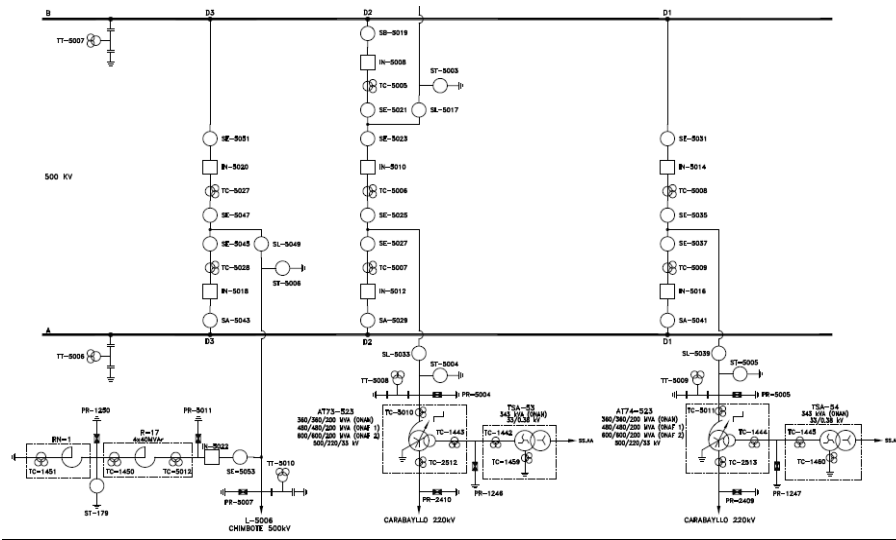 D3
D2
D1
B
TT-5007
SB-5019
IN-5008
TC-5005
ST-5003
SE-5021
SL-5017
SE-5051
SE-5023
SE-5031
IN-5020
IN-5010
IN-5014
500 KV
TC-5027
TC-5006
TC-5008
SE-5047
SE-5025
SE-5035
SE-5045
SL-5049
SE-5027
SE-5037
TC-5028
TC-5007
TC-5009
ST-5006
IN-5018
IN-5012
IN-5016
SA-5043
SA-5029
SA-5041
A
D3
D2
D1
TT-5006
SL-5033
SL-5039
ST-5004
ST-5005
TT-5008
TT-5009
PR-5004
PR-5005
PR-1250
PR-5011
AT73-523
360/360/200 MVA (ONAN)
480/480/200 MVA (ONAF 1)
600/600/200 MVA (ONAF 2)
500/220/33 kV
TC-5010
TSA-53
343 kVA (ONAN)
33/0.38 kV
AT74-523
360/360/200 MVA (ONAN)
480/480/200 MVA (ONAF 1)
600/600/200 MVA (ONAF 2)
500/220/33 kV
TC-5011
TSA-54
343 kVA (ONAN)
33/0.38 kV
R-17
4x40MVAr
RN-1
IN-5022
TC-1443
TC-1442
SS.AA
TC-1444
TC-1445
SS.AA
TC-1451
TC-1450
TC-5012
SE-5053
TT-5010
TC-2512
TC-1459
TC-2513
TC-1460
PR-5007
PR-1246
PR-1247
ST-179
PR-2410
PR-2409
L-5006
CHIMBOTE 500kV
CARABAYLLO 220kV
CARABAYLLO 220kV